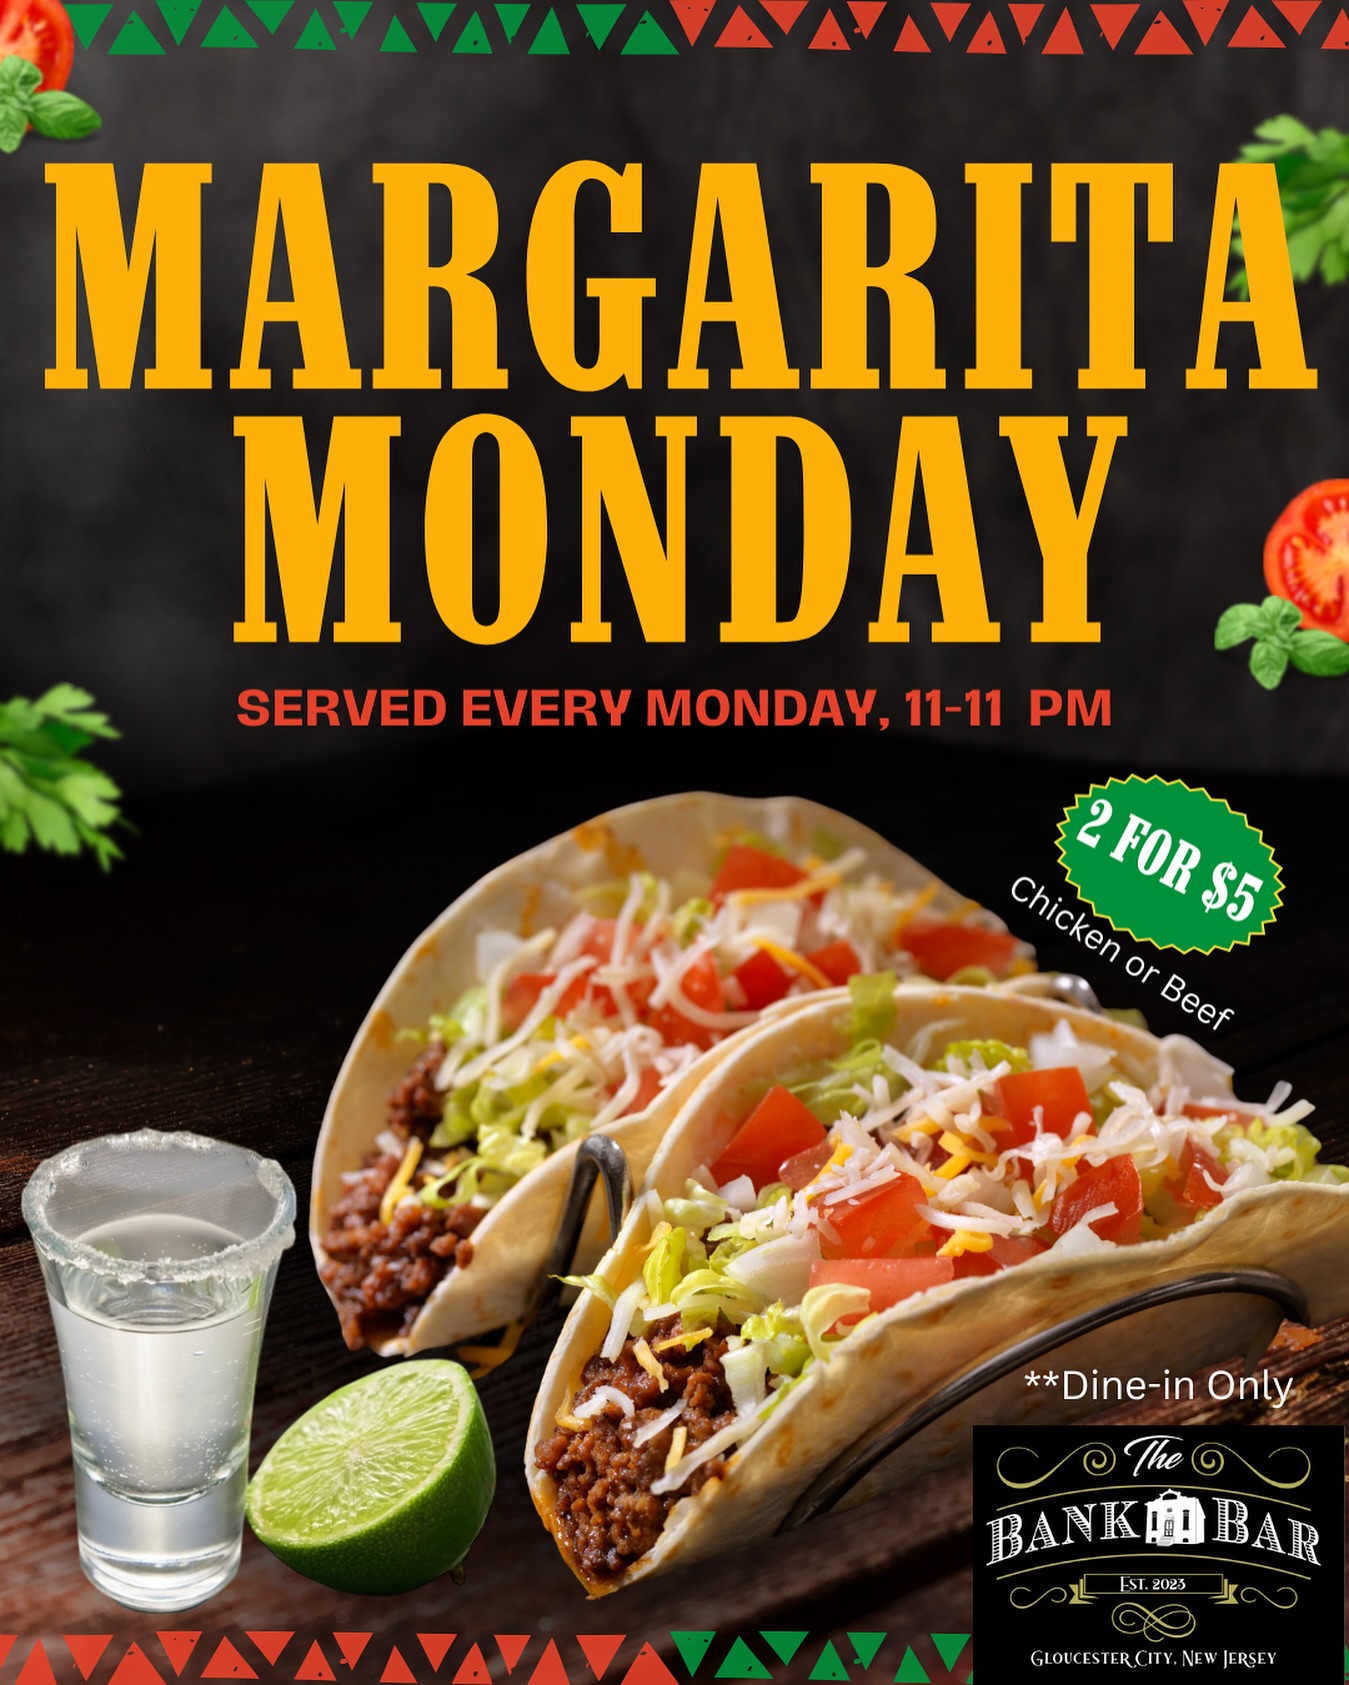 MARGARITA
MONDAY
SERVED EVERY MONDAY, 11-11 PM
2 FOR $5
Chicken or Beef
**Dine-in Only
The
BANK BAR
EST. 2023
GLOUCESTER CITY, NEW JERSEY